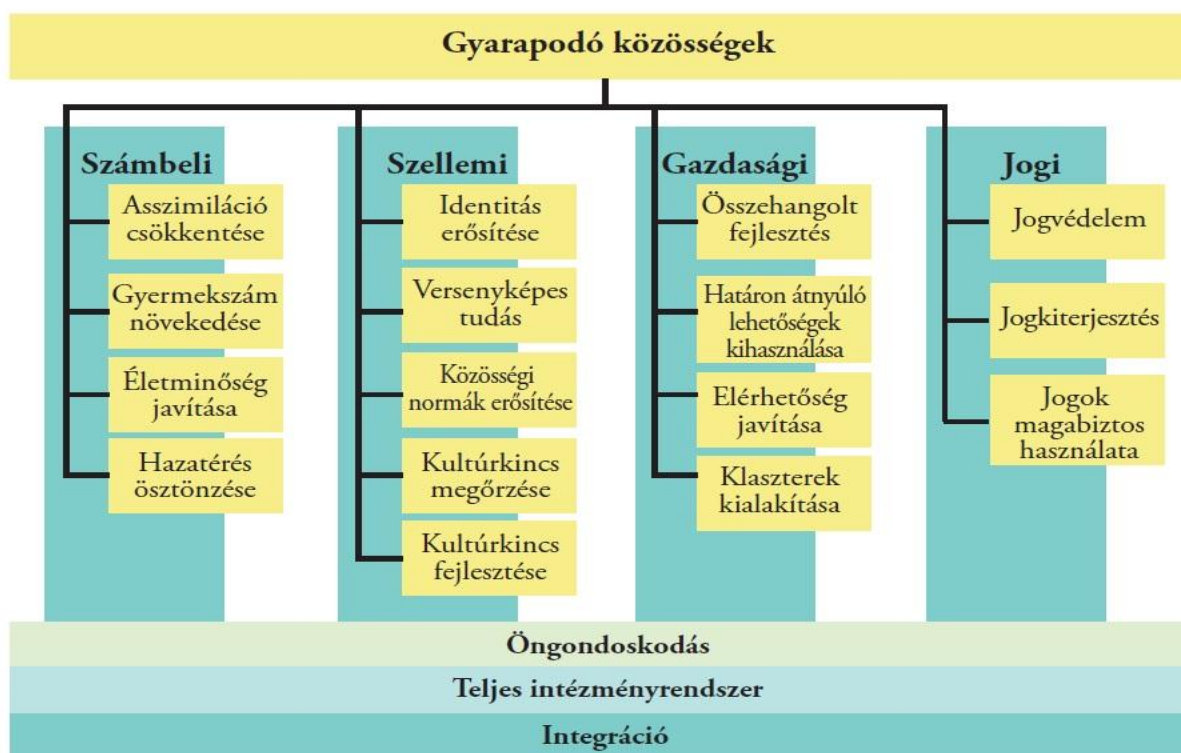 Gyarapodó közösségek
Számbeli
Asszimiláció
csökkentése
Gyermekszám
növekedése
Életminőség
javítása
Hazatérés
ösztönzése
Szellemi
Identitás
erősítése
Versenyképes
tudás
Közösségi
normák erősítése
Kultúrkincs
megőrzése
Kultúrkincs
fejlesztése
Gazdasági
Összehangolt
fejlesztés
Határon átnyúló
lehetőségek
kihasználása
Elérhetőség
javítása
Klaszterek
kialakítása
Jogi
Jogvédelem
Jogkiterjesztés
Jogok
magabiztos
használata
Öngondoskodás
Teljes intézményrendszer
Integráció